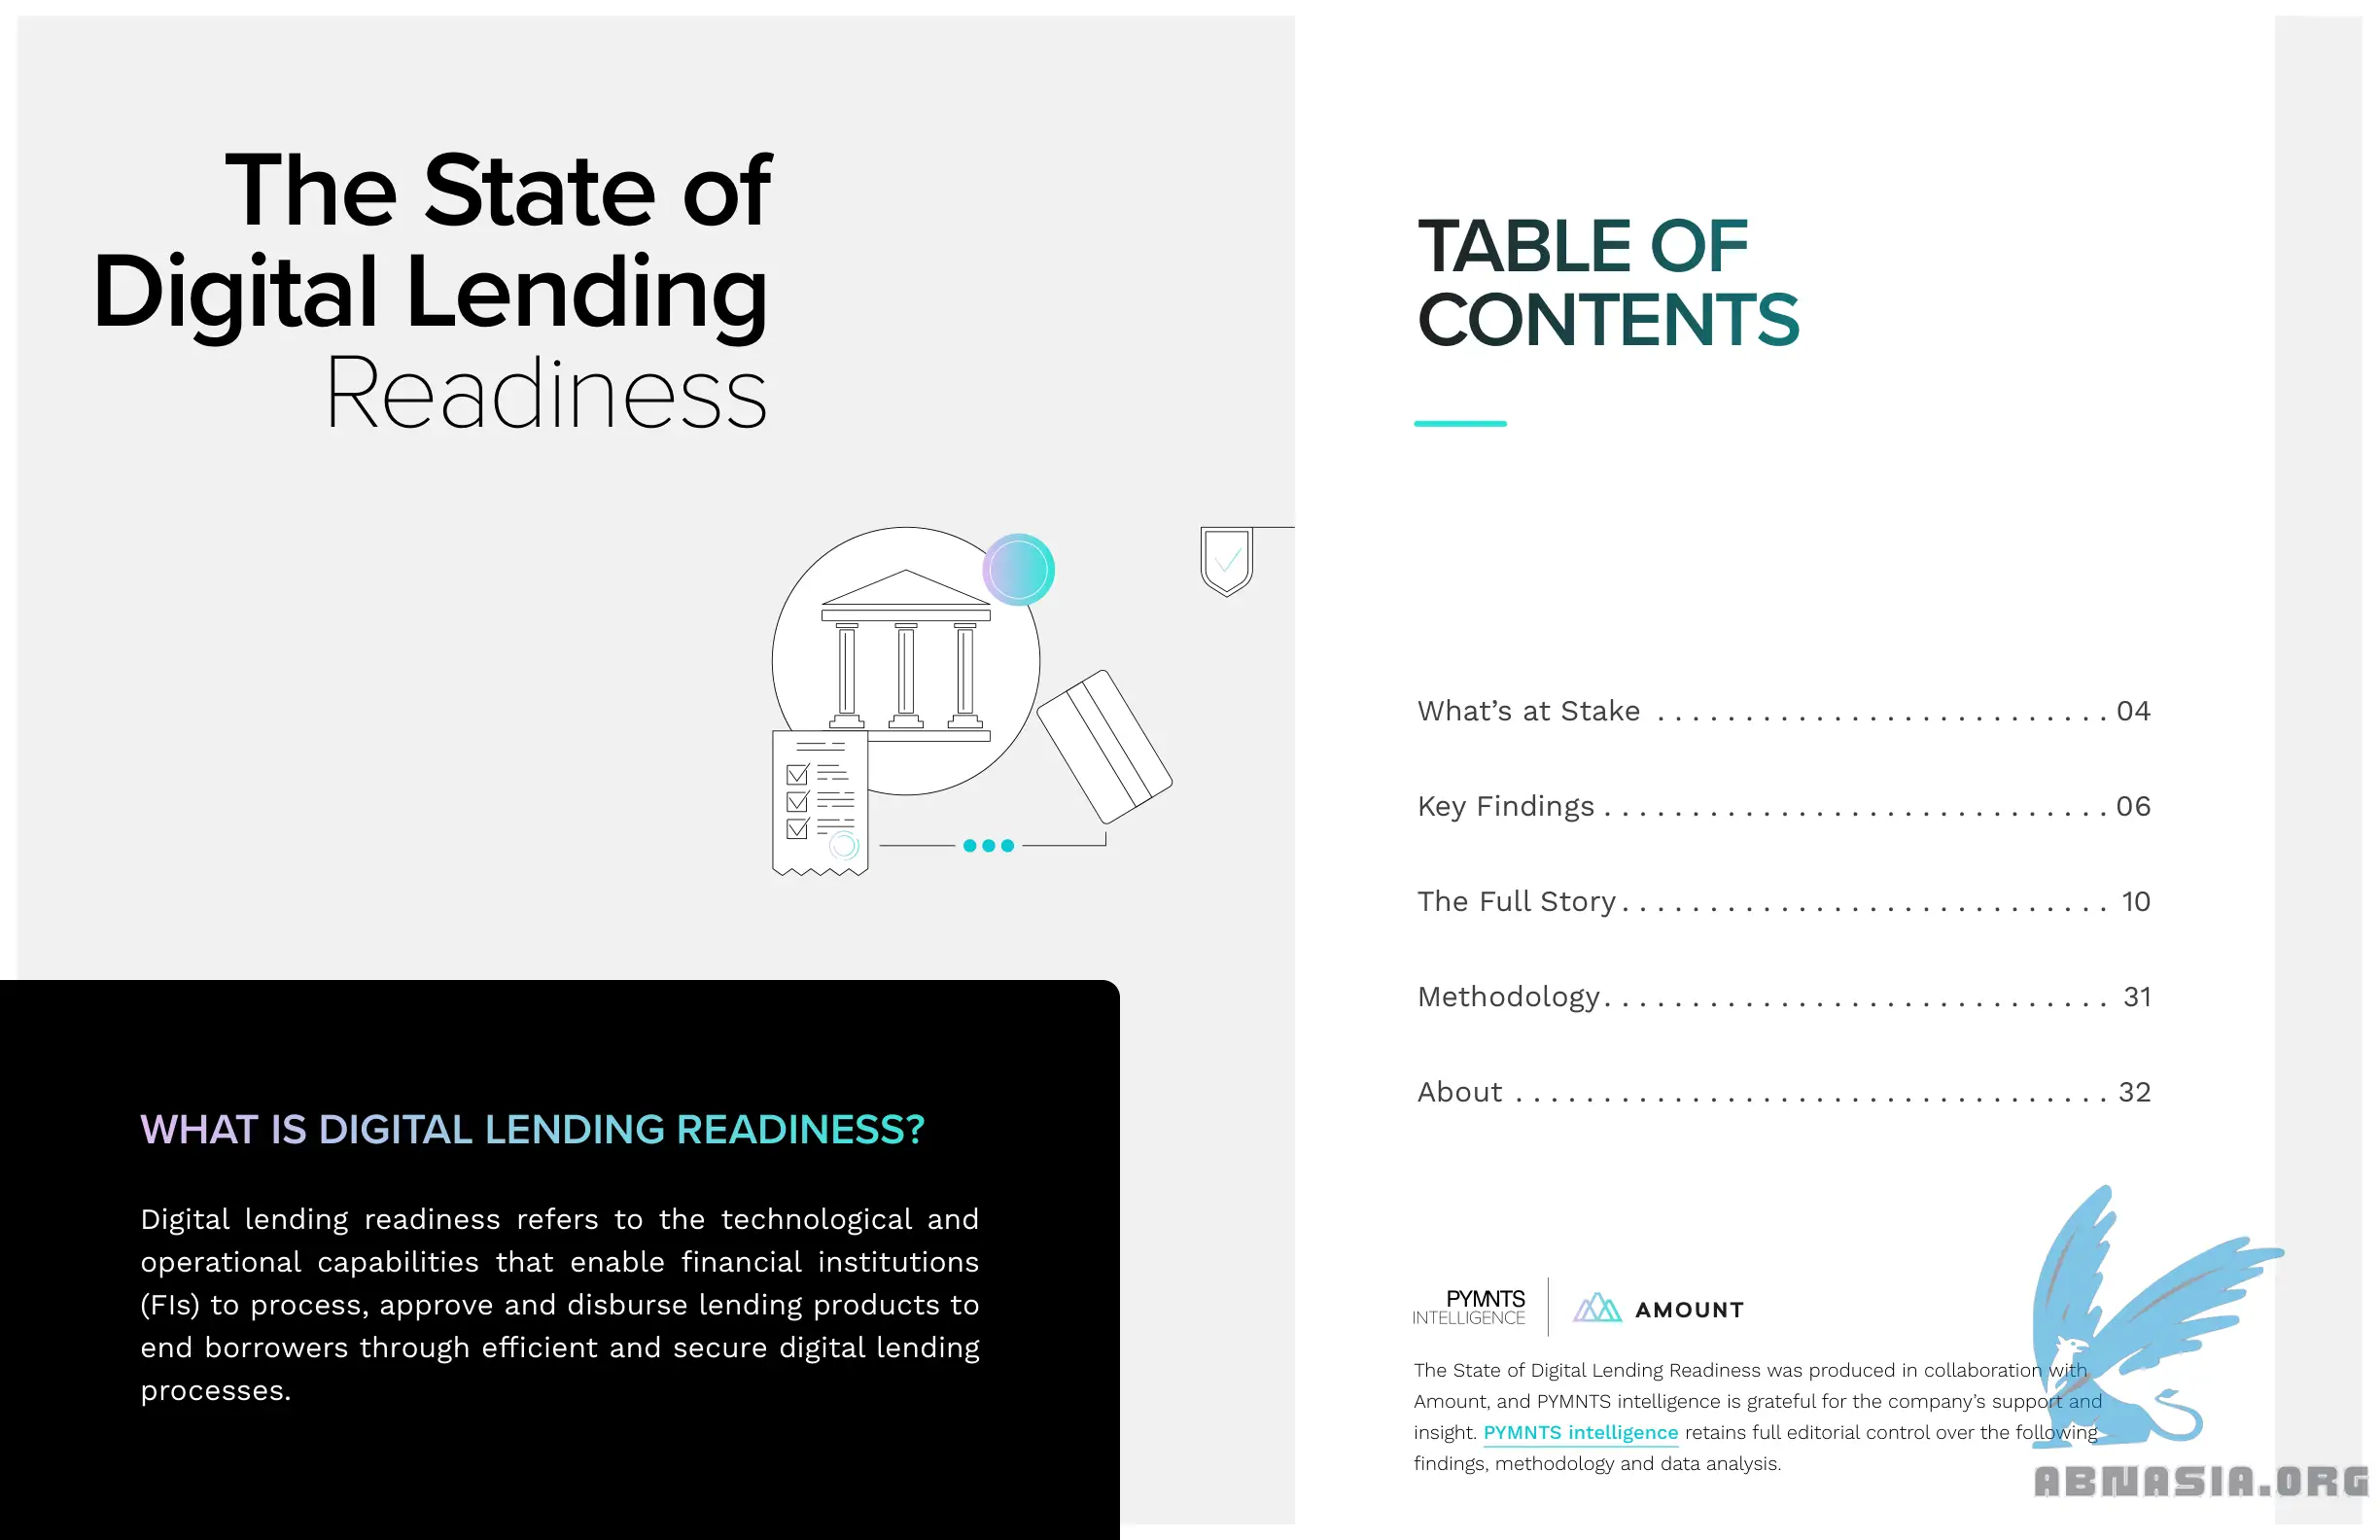 The State of
Digital Lending
Readiness
WHAT IS DIGITAL LENDING READINESS?
Digital lending readiness refers to the technological and
operational capabilities that enable financial institutions
(FIs) to process, approve and disburse lending products to
end borrowers through efficient and secure digital lending
processes.
TABLE OF
CONTENTS
What’s at Stake . . . . . . . . . . . . . . . . . . . . . . . . . . 04
Key Findings . . . . . . . . . . . . . . . . . . . . . . . . . . . . . 06
The Full Story . . . . . . . . . . . . . . . . . . . . . . . . . . . . 10
Methodology . . . . . . . . . . . . . . . . . . . . . . . . . . . . . 31
About . . . . . . . . . . . . . . . . . . . . . . . . . . . . . . . . . . 32
PYMNTS
INTELLIGENCE
AMOUNT
The State of Digital Lending Readiness was produced in collaboration with
Amount, and PYMNTS intelligence is grateful for the company’s support and
insight. PYMNTS intelligence retains full editorial control over the following
findings, methodology and data analysis.
ABNASIA.ORG